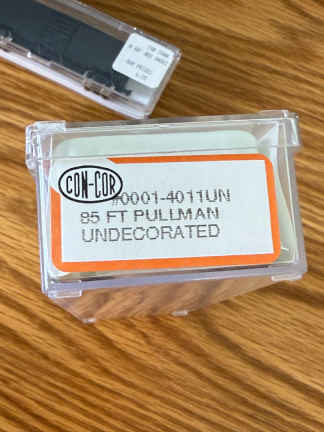 CON-COR
#0001-4011UN
85 FT PULLMAN
UNDECORATED